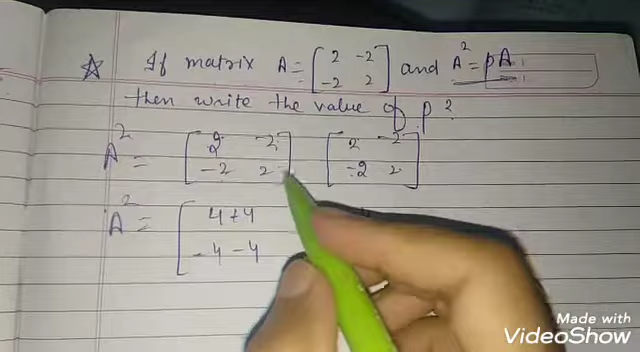 ☆ If matrix A = [2 -2 -2 2] and A² = pA
then write the value of p ?
A² = [2 -2 -2 2] [2 -2 -2 2]
A² = [4+4
-4-4
Made with
VideoShow